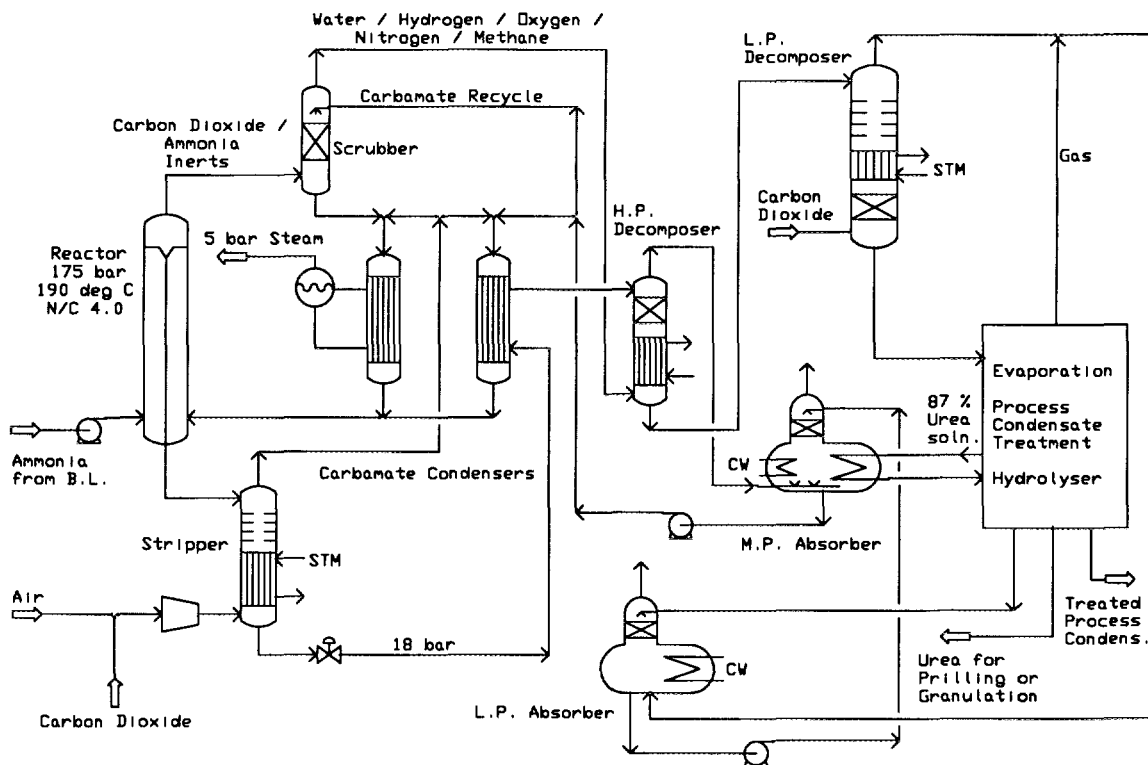 Water / Hydrogen / Oxygen /
Nitrogen / Methane
L.P.
Decomposer
Carbamate Recycle
Carbon Dioxide /
Ammonia
Inerts
Scrubber
Gas
STM
Carbon
Dioxide
H.P.
Decomposer
5 bar Steam
Reactor
175 bar
190 deg C
N/C 4.0
Evaporation
87 %
Urea
soln.
Process
Condensate
Treatment
Hydrolyser
CW
Ammonia
from B.L.
Carbamate Condensers
Stripper
STM
M.P. Absorber
Air
18 bar
Treated
Process
Condens.
CW
Urea for
Prilling or
Granulation
L.P. Absorber
Carbon Dioxide